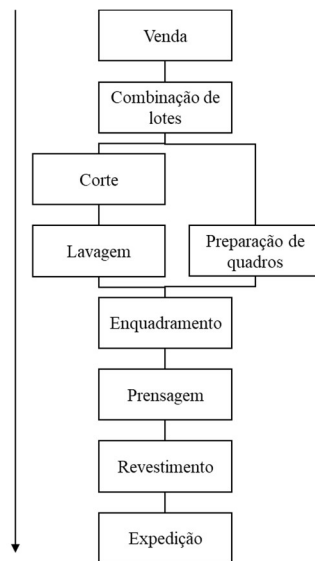 Venda
Combinação de
lotes
Corte
Lavagem
Preparação de
quadros
Enquadramento
Prensagem
Revestimento
Expedição